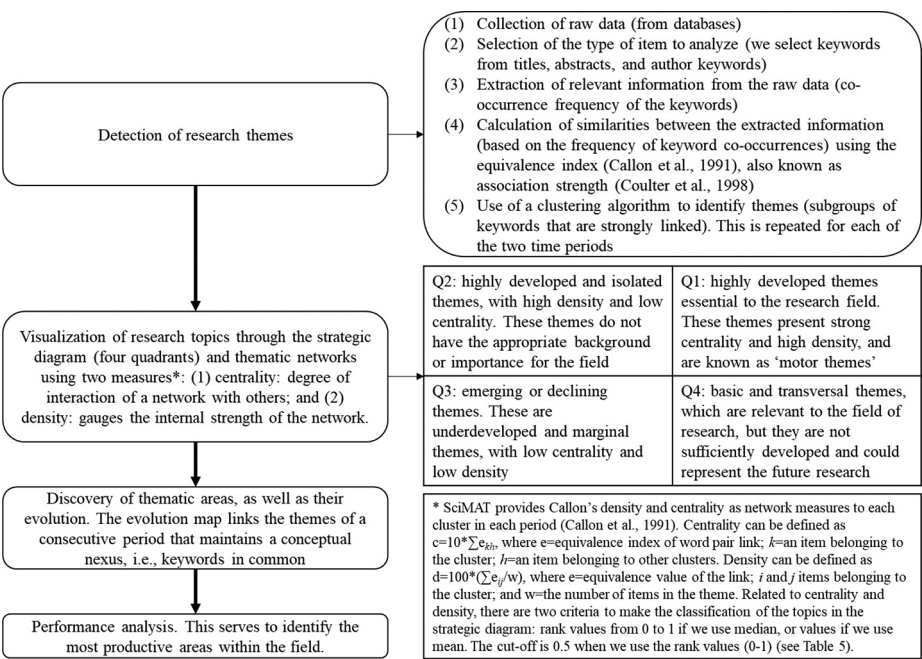 Detection of research themes
(1) Collection of raw data (from databases)
(2) Selection of the type of item to analyze (we select keywords
from titles, abstracts, and author keywords)
(3) Extraction of relevant information from the raw data (co-
occurrence frequency of the keywords)
(4) Calculation of similarities between the extracted information
(based on the frequency of keyword co-occurrences) using the
equivalence index (Callon et al., 1991), also known as
association strength (Coulter et al., 1998)
(5) Use of a clustering algorithm to identify themes (subgroups of
keywords that are strongly linked). This is repeated for each of
the two time periods
Visualization of research topics through the strategic
diagram (four quadrants) and thematic networks
using two measures*: (1) centrality: degree of
interaction of a network with others; and (2)
density: gauges the internal strength of the network.
Q2: highly developed and isolated
themes, with high density and low
centrality. These themes do not
have the appropriate background
or importance for the field
Q1: highly developed themes
essential to the research field.
These themes present strong
centrality and high density, and
are known as ‘motor themes’
Q3: emerging or declining
themes. These are
underdeveloped and marginal
themes, with low centrality and
low density
Q4: basic and transversal themes,
which are relevant to the field of
research, but they are not
sufficiently developed and could
represent the future research
Discovery of thematic areas, as well as their
evolution. The evolution map links the themes of a
consecutive period that maintains a conceptual
nexus, i.e., keywords in common
Performance analysis. This serves to identify the
most productive areas within the field.
* SciMAT provides Callon’s density and centrality as network measures to each
cluster in each period (Callon et al., 1991). Centrality can be defined as
c=10*∑e_kh, where e=equivalence index of word pair link; k=an item belonging to
the cluster; h=an item belonging to other clusters. Density can be defined as
d=100*(∑e_ij/w), where e=equivalence value of the link; i and j items belonging to
the cluster; and w=the number of items in the theme. Related to centrality and
density, there are two criteria to make the classification of the topics in the
strategic diagram: rank values from 0 to 1 if we use median, or values if we use
mean. The cut-off is 0.5 when we use the rank values (0-1) (see Table 5).